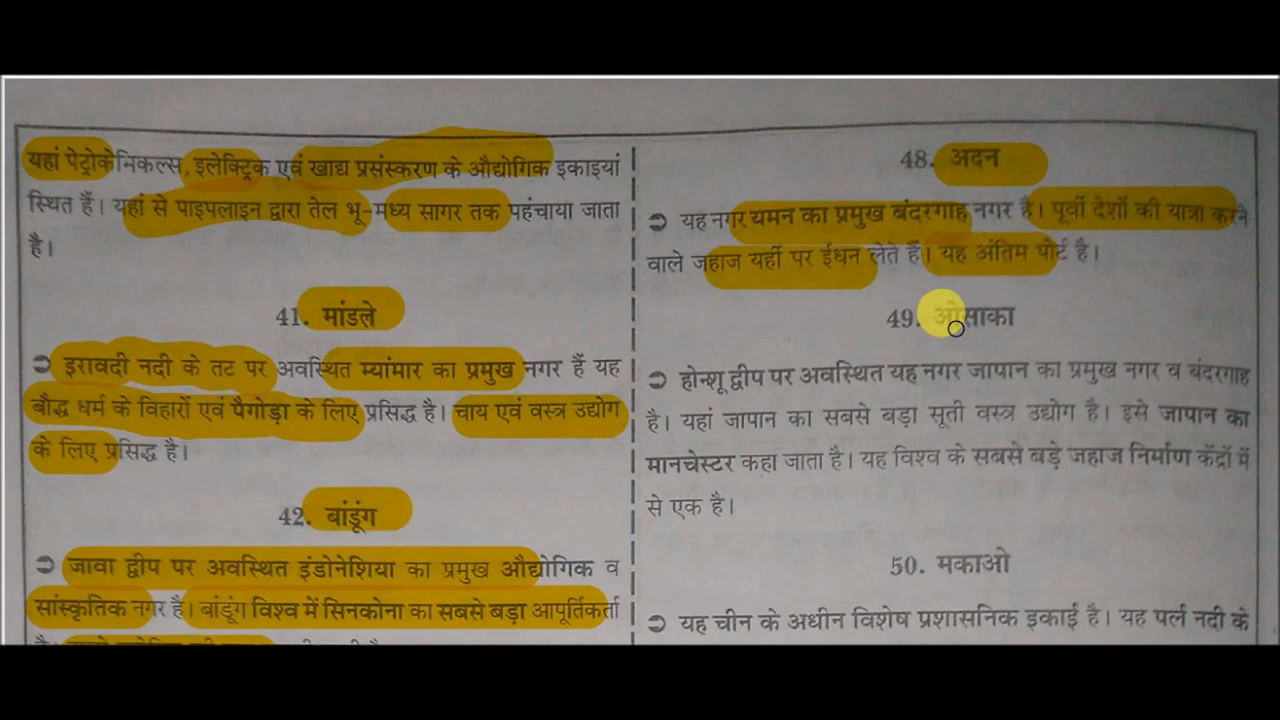 यहां पेट्रोकेनिकल्स, इलेक्ट्रिक एवं खाद्य प्रसंस्करण के औद्योगिक इकाइयां
स्थित हैं। यहां से पाइपलाइन द्वारा तेल भू-मध्य सागर तक पहुंचाया जाता
है।
41. मांडले
इरावदी नदी के तट पर अवस्थित म्यांमार का प्रमुख नगर हैं यह
बौद्ध धर्म के विहारों एवं पैगोड़ा के लिए प्रसिद्ध है। चाय एवं वस्त्र उद्योग
के लिए प्रसिद्ध है।
42. बांडूंग
जावा द्वीप पर अवस्थित इंडोनेशिया का प्रमुख औद्योगिक व
सांस्कृतिक नगर है। बांडूंग विश्व में सिनकोना का सबसे बड़ा आपूर्तिकर्ता
48. अदन
यह नगर यमन का प्रमुख बंदरगाह नगर है। पूर्वी देशों की यात्रा करने
वाले जहाज यहीं पर ईंधन लेते हैं। यह अंतिम पोर्ट है।
49. ओसाका
होन्शू द्वीप पर अवस्थित यह नगर जापान का प्रमुख नगर व बंदरगाह
है। यहां जापान का सबसे बड़ा सूती वस्त्र उद्योग है। इसे जापान का
मानचेस्टर कहा जाता है। यह विश्व के सबसे बड़े जहाज निर्माण केंद्रों में
से एक है।
50. मकाओ
यह चीन के अधीन विशेष प्रशासनिक इकाई है। यह पर्ल नदी के